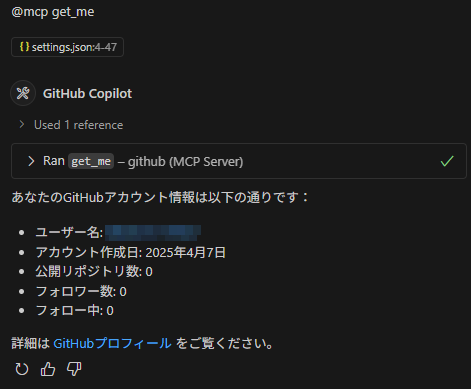 @mcp get_me
{} settings.json:4-47
GitHub Copilot
Used 1 reference
Ran get_me – github (MCP Server)
あなたのGitHubアカウント情報は以下の通りです：
• ユーザー名:
• アカウント作成日: 2025年4月7日
• 公開リポジトリ数: 0
• フォロワー数: 0
• フォロー中: 0
詳細は GitHubプロフィール をご覧ください。